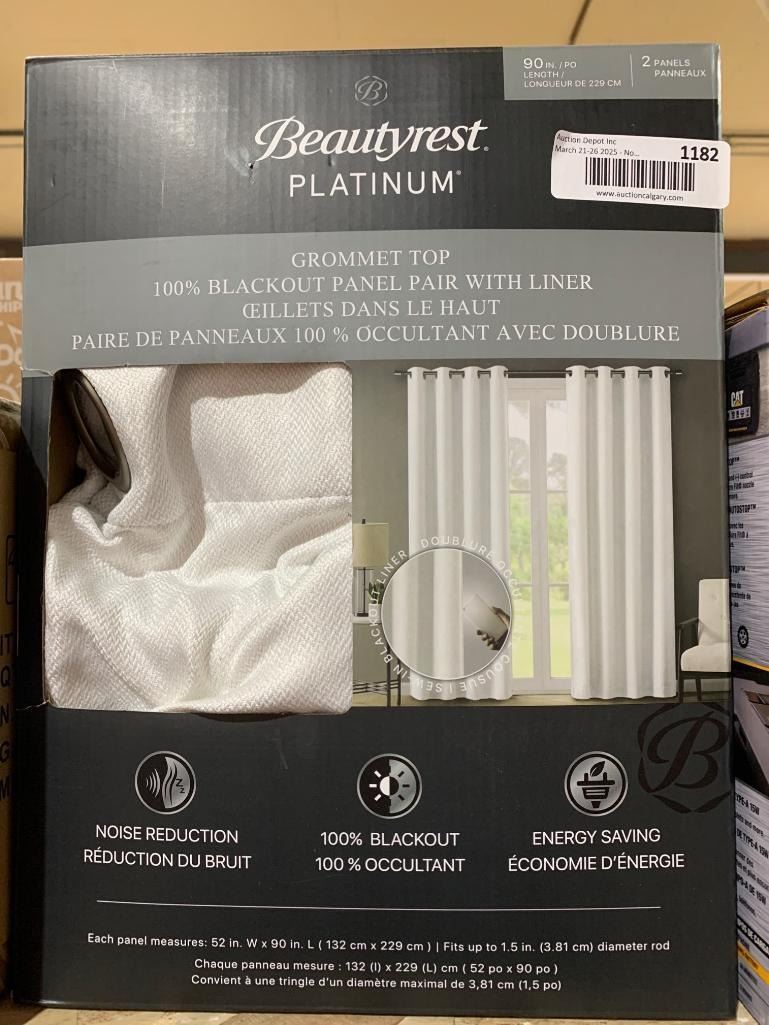 90 IN. / PO
LENGTH /
LONGUEUR DE 229 CM
2 PANELS
PANNEAUX
B
Beautyrest®
PLATINUM®
Auction Depot Inc
March 21-26 2025 - No...
1182
www.auctioncalgary.com
GROMMET TOP
100% BLACKOUT PANEL PAIR WITH LINER
ŒILLETS DANS LE HAUT
PAIRE DE PANNEAUX 100 % OCCULTANT AVEC DOUBLURE
CAT
B
NOISE REDUCTION
RÉDUCTION DU BRUIT
100% BLACKOUT
100 % OCCULTANT
ENERGY SAVING
ÉCONOMIE D'ÉNERGIE
Each panel measures: 52 in. W x 90 in. L ( 132 cm x 229 cm ) | Fits up to 1.5 in. (3.81 cm) diameter rod
Chaque panneau mesure : 132 (l) x 229 (L) cm ( 52 po x 90 po )
Convient à une tringle d'un diamètre maximal de 3,81 cm (1,5 po)